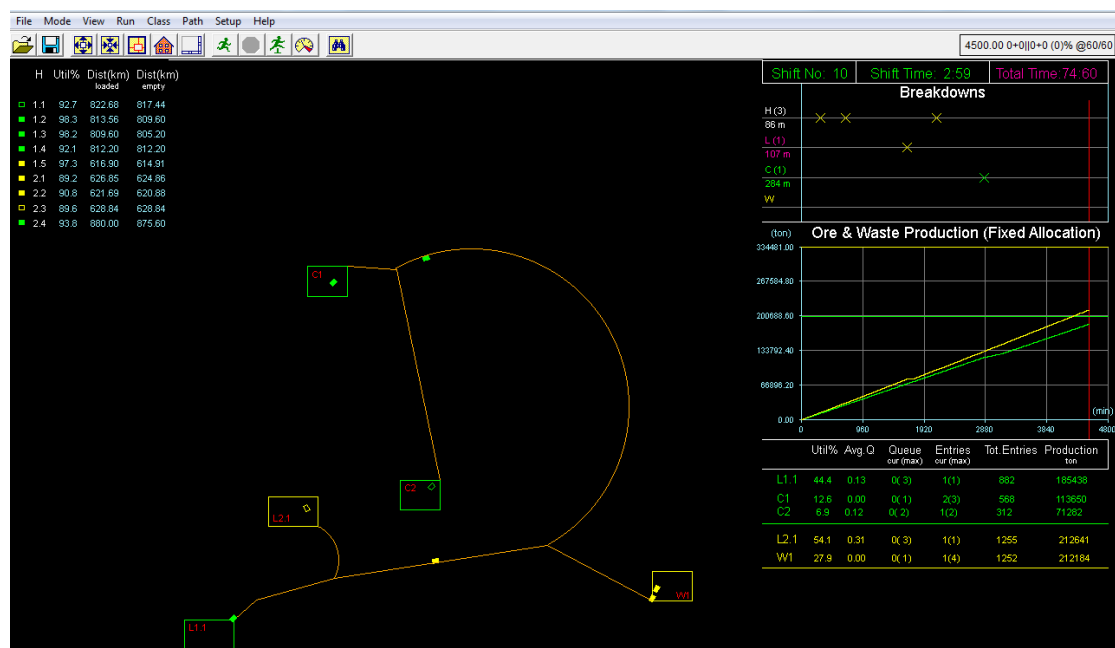 File Mode View Run Class Path Setup Help
4500.00 0+0||0+0 (0)% @60/60
H Util% Dist(km) Dist(km)
loaded empty
1.1 92.7 822.68 817.44
1.2 98.3 813.56 809.60
1.3 98.2 809.60 805.20
1.4 92.1 812.20 812.20
1.5 97.3 616.90 614.91
2.1 89.2 626.85 624.86
2.2 90.8 621.69 620.88
2.3 89.6 628.84 628.84
2.4 93.8 880.00 875.60
C1
C2
L2.1
W1
L1.1
Shift No: 10 Shift Time: 2:59 Total Time:74:60
Breakdowns
H (3)
86 m
L (1)
107 m
C (1)
284 m
W
(ton) Ore & Waste Production (Fixed Allocation)
334481.00
267584.80
200688.60
133792.40
66896.20
0.00
(min)
0 960 1920 2880 3840 4800
Util% Avg.Q Queue Entries Tot.Entries Production
cur (max) cur (max) ton
L1.1 44.4 0.13 0( 3) 1(1) 882 185438
C1 12.6 0.00 0( 1) 2(3) 568 113650
C2 6.9 0.12 0( 2) 1(2) 312 71282
L2.1 54.1 0.31 0( 3) 1(1) 1255 212641
W1 27.9 0.00 0( 1) 1(4) 1252 212184